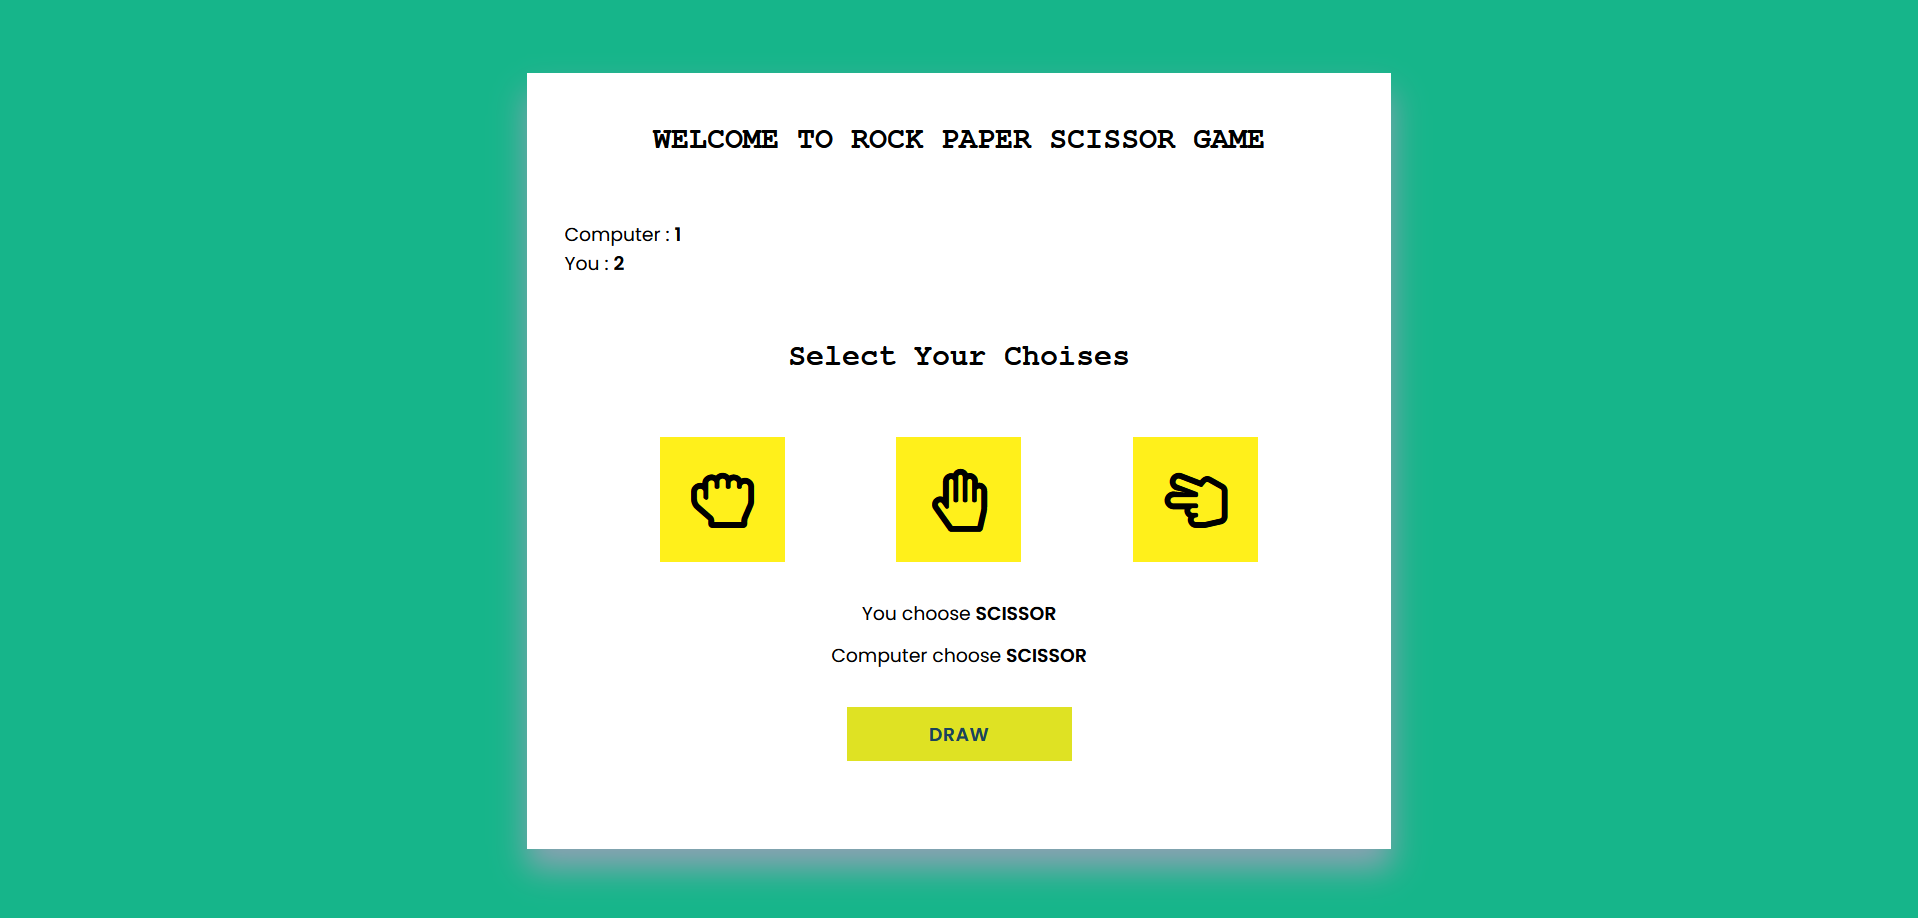 WELCOME TO ROCK PAPER SCISSOR GAME
Computer : 1
You : 2
Select Your Choises
You choose SCISSOR
Computer choose SCISSOR
DRAW